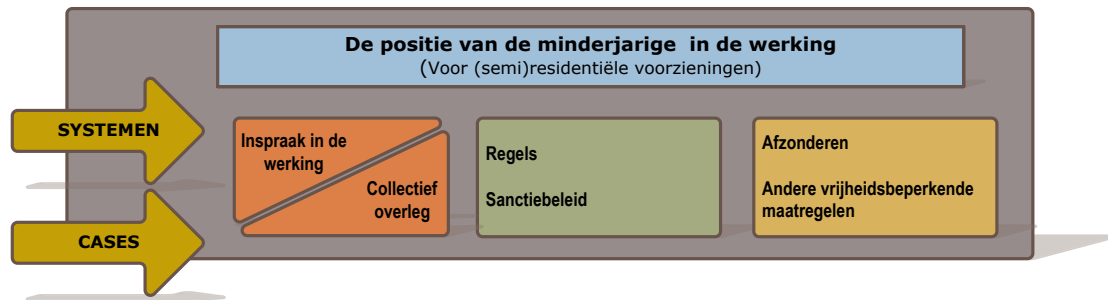 De positie van de minderjarige in de werking
(Voor (semi)residentiële voorzieningen)
SYSTEMEN
CASES
Inspraak in de
werking
Collectief
overleg
Regels
Sanctiebeleid
Afzonderen
Andere vrijheidsbeperkende
maatregelen